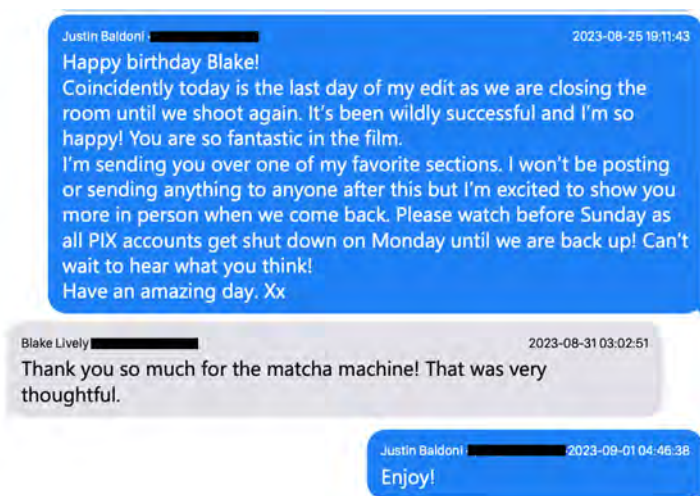 Justin Baldoni 2023-08-25 19:11:43
Happy birthday Blake!
Coincidently today is the last day of my edit as we are closing the
room until we shoot again. It's been wildly successful and I'm so
happy! You are so fantastic in the film.
I'm sending you over one of my favorite sections. I won't be posting
or sending anything to anyone after this but I'm excited to show you
more in person when we come back. Please watch before Sunday as
all PIX accounts get shut down on Monday until we are back up! Can't
wait to hear what you think!
Have an amazing day. Xx
Blake Lively 2023-08-31 03:02:51
Thank you so much for the matcha machine! That was very
thoughtful.
Justin Baldoni 2023-09-01 04:46:38
Enjoy!